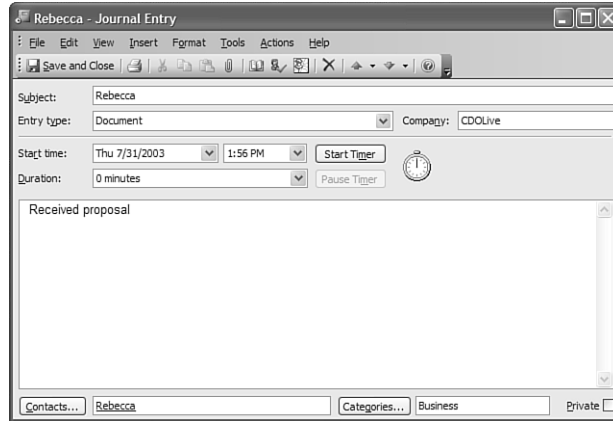 Rebecca - Journal Entry
File Edit View Insert Format Tools Actions Help
Save and Close
Subject: Rebecca
Entry type: Document Company: CDOLive
Start time: Thu 7/31/2003 1:56 PM Start Timer
Duration: 0 minutes Pause Timer
Received proposal
Contacts... Rebecca Categories... Business Private